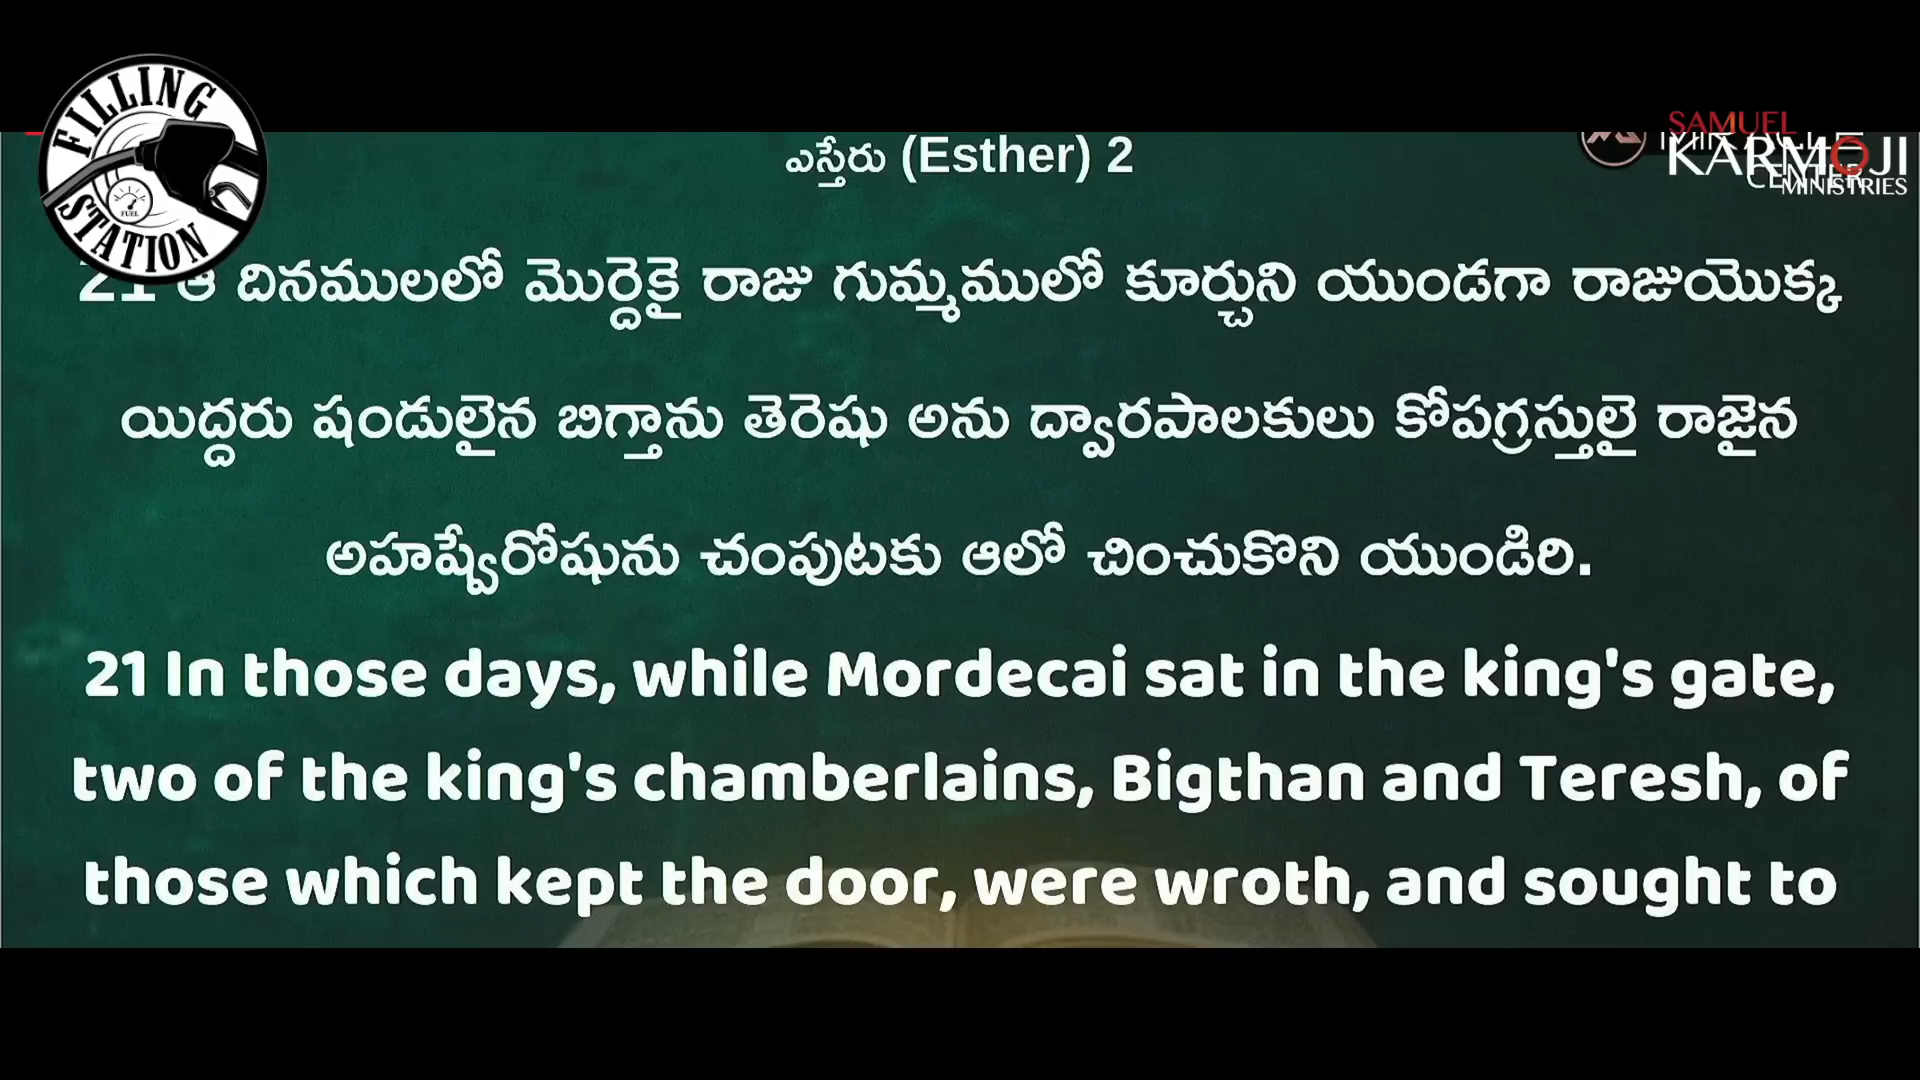 FILLING
STATION
FUEL
SAMUEL
KARMOJI
MINISTRIES
CENTER
ఎస్తేరు (Esther) 2
21 ఆ దినములలో మొర్దెకై రాజు గుమ్మములో కూర్చుని యుండగా రాజుయొక్క
యిద్దరు షండులైన బిగ్తాను తెరెషు అను ద్వారపాలకులు కోపగ్రస్తులై రాజైన
అహష్వేరోషును చంపుటకు ఆలో చించుకొని యుండిరి.
21 In those days, while Mordecai sat in the king's gate,
two of the king's chamberlains, Bigthan and Teresh, of
those which kept the door, were wroth, and sought to